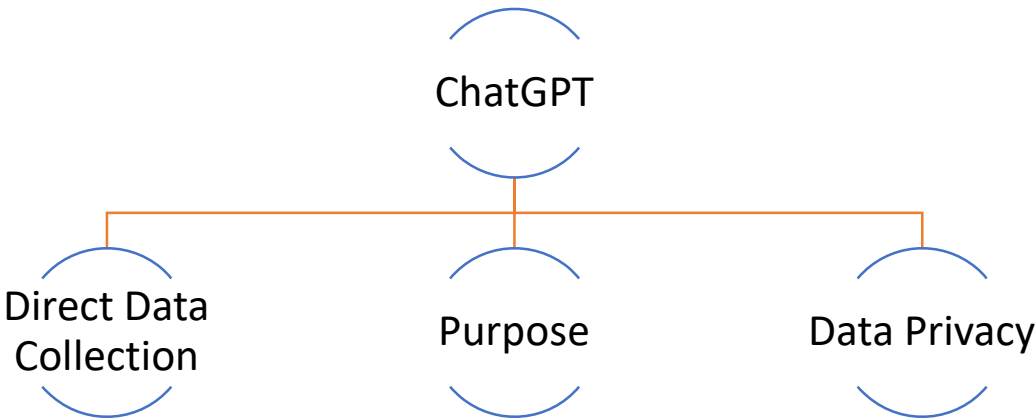 ChatGPT
Direct Data
Collection
Purpose
Data Privacy